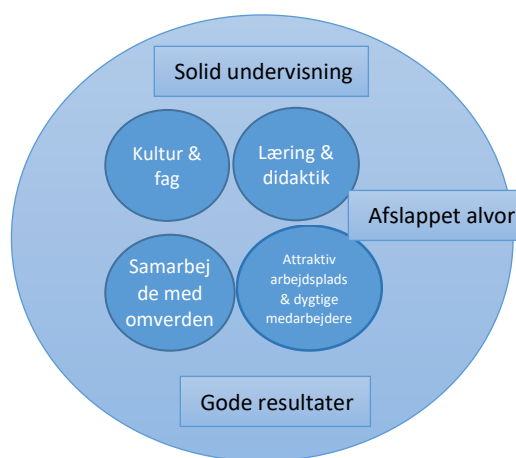 Solid undervisning
Kultur &
fag
Læring &
didaktik
Afslappet alvor
Samarbej
de med
omverden
Attraktiv
arbejdsplads
& dygtige
medarbejdere
Gode resultater